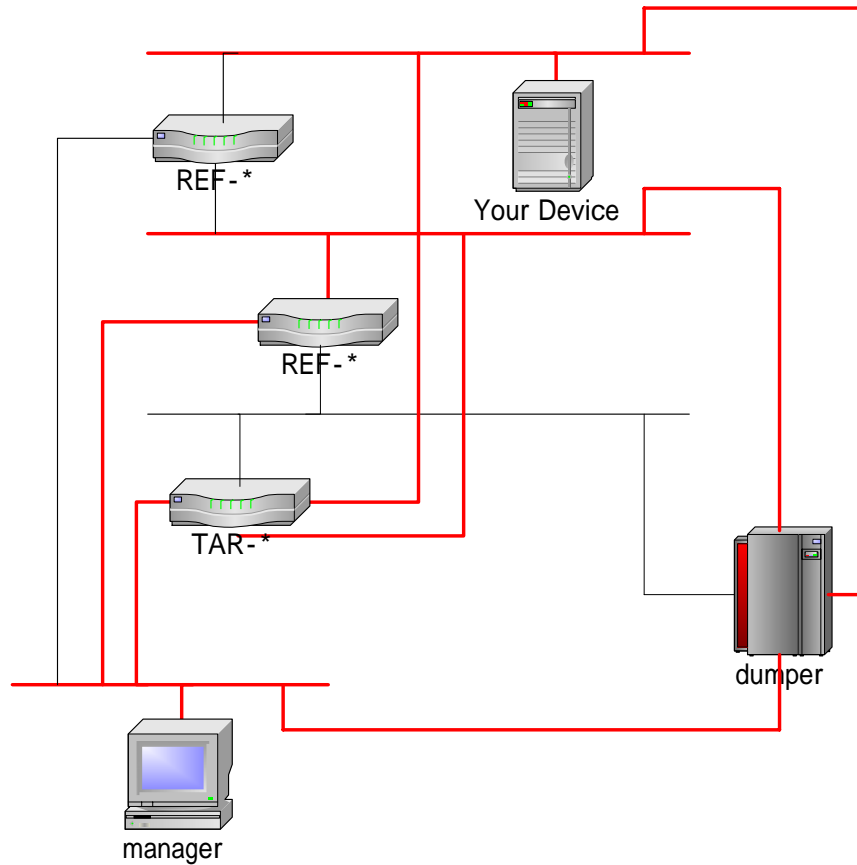 REF-*
Your Device
REF-*
TAR-*
dumper
manager